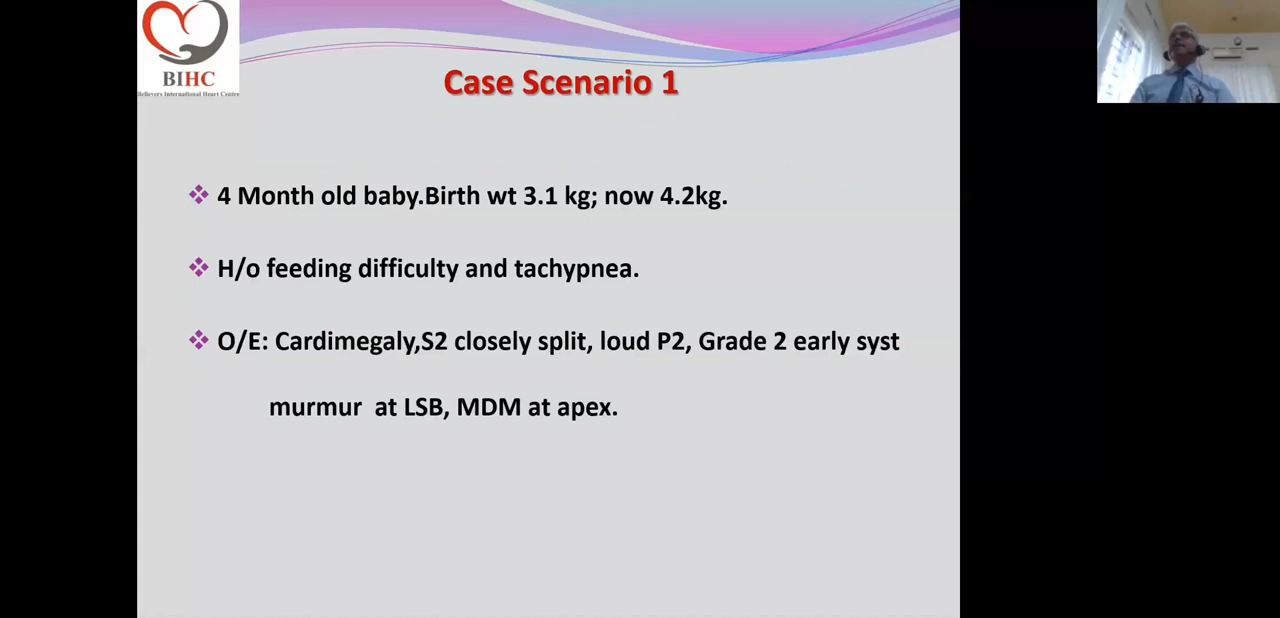 BIHC
Believers International Heart Centre
Case Scenario 1
4 Month old baby.Birth wt 3.1 kg; now 4.2kg.
H/o feeding difficulty and tachypnea.
O/E: Cardimegaly,S2 closely split, loud P2, Grade 2 early syst
murmur at LSB, MDM at apex.